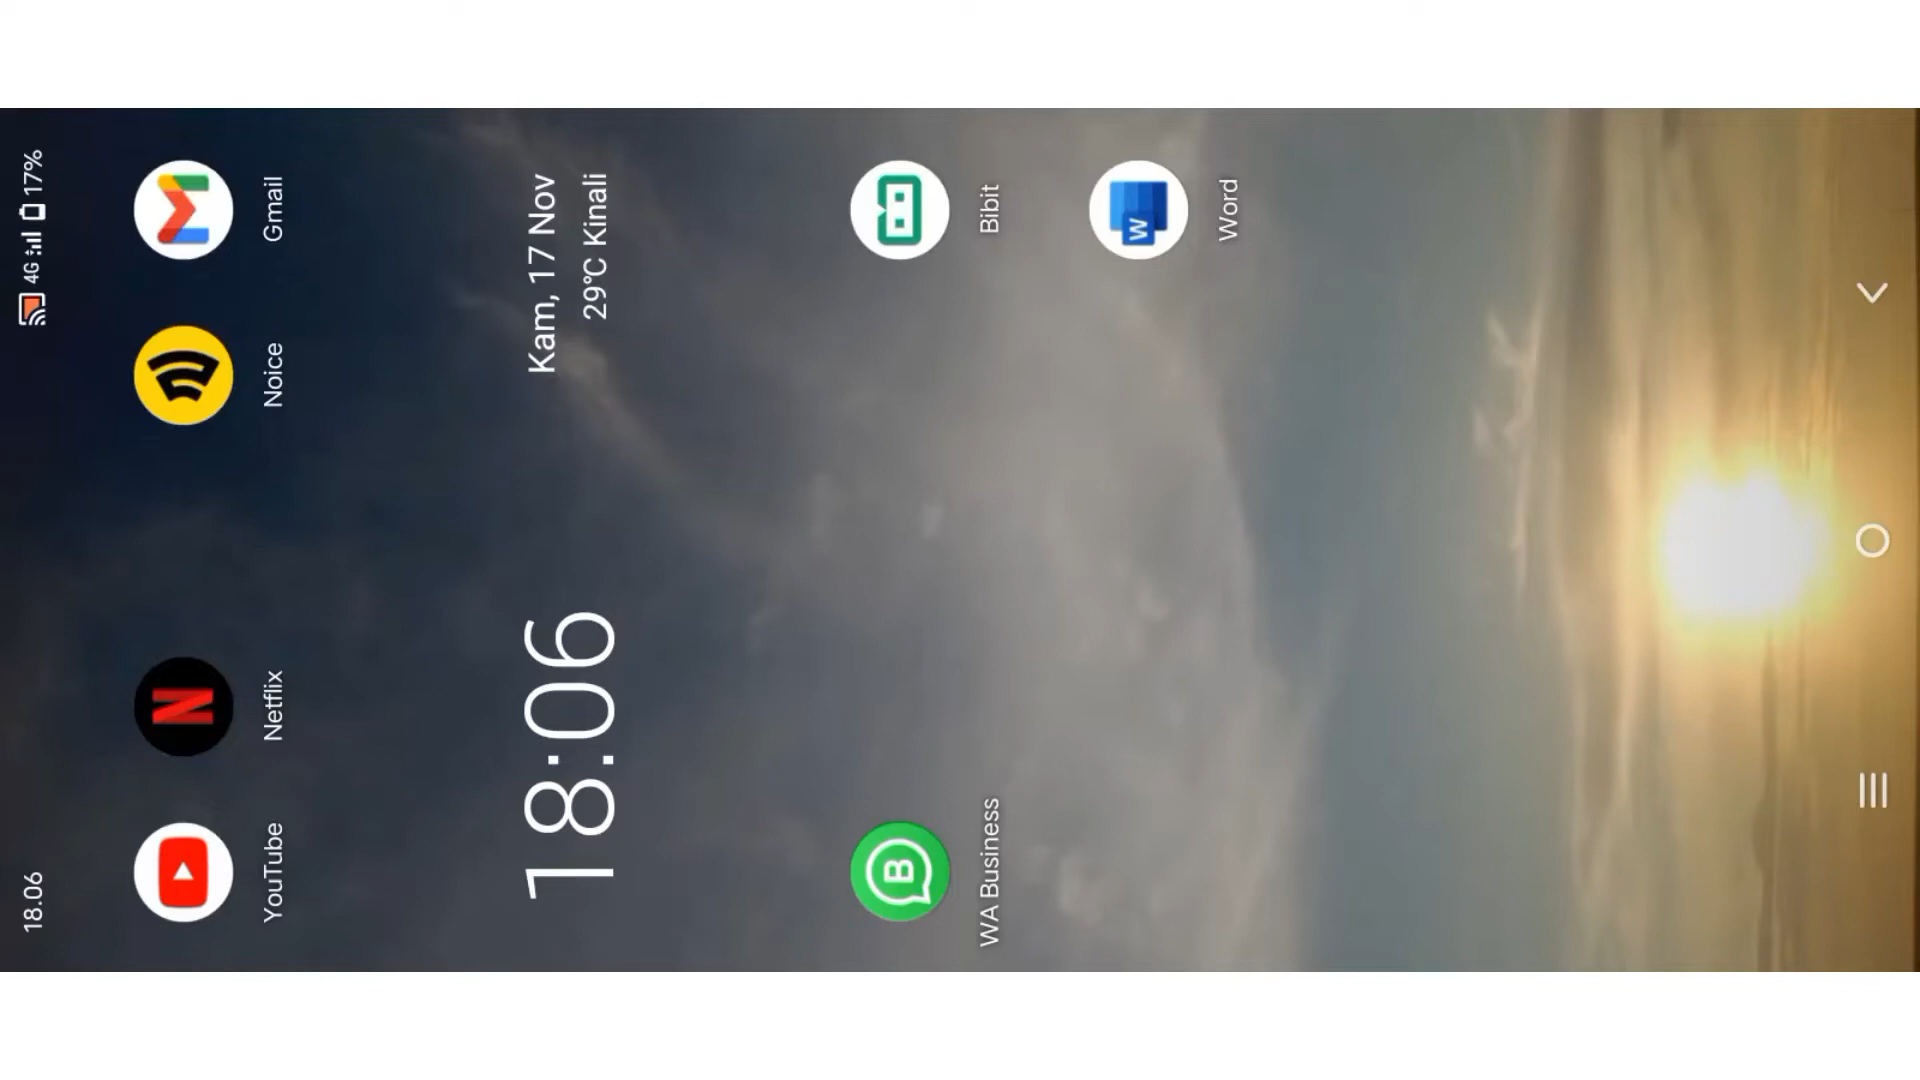 18.06
4G
17%
YouTube
Netflix
Noice
Gmail
18:06
Kam, 17 Nov
29°C Kinali
WA Business
Bibit
Word